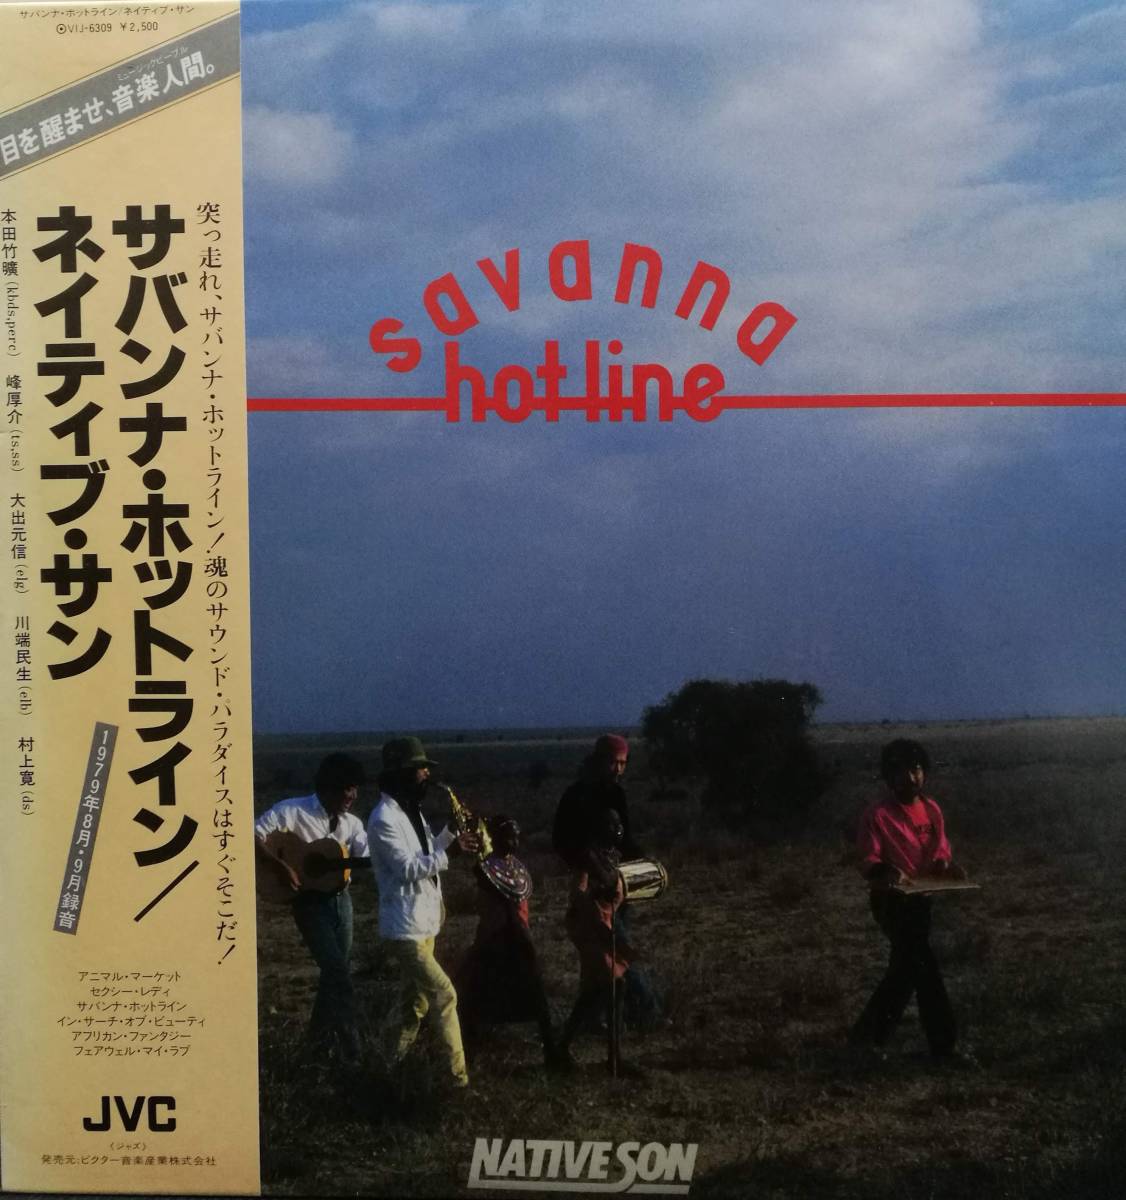 サバンナ・ホットライン/ネイティブ・サン
VIJ-6309 ¥2,500
ミュージックピープル
目を醒ませ、音楽人間。
突っ走れ、サバンナ・ホットライン!魂のサウンド・パラダイスはすぐそこだ!
サバンナ・ホットライン/
ネイティブ・サン
本田竹曠(kbds,perc) 峰厚介(ts,ss) 大出元信(elg) 川端民生(elb) 村上寛(ds)
1979年8月・9月録音
アニマル・マーケット
セクシー・レディ
サバンナ・ホットライン
イン・サーチ・オブ・ビューティ
アフリカン・ファンタジー
フェアウェル・マイ・ラブ
JVC
《ジャズ》
発売元:ビクター音楽産業株式会社
savanna
hot line
NATIVE SON